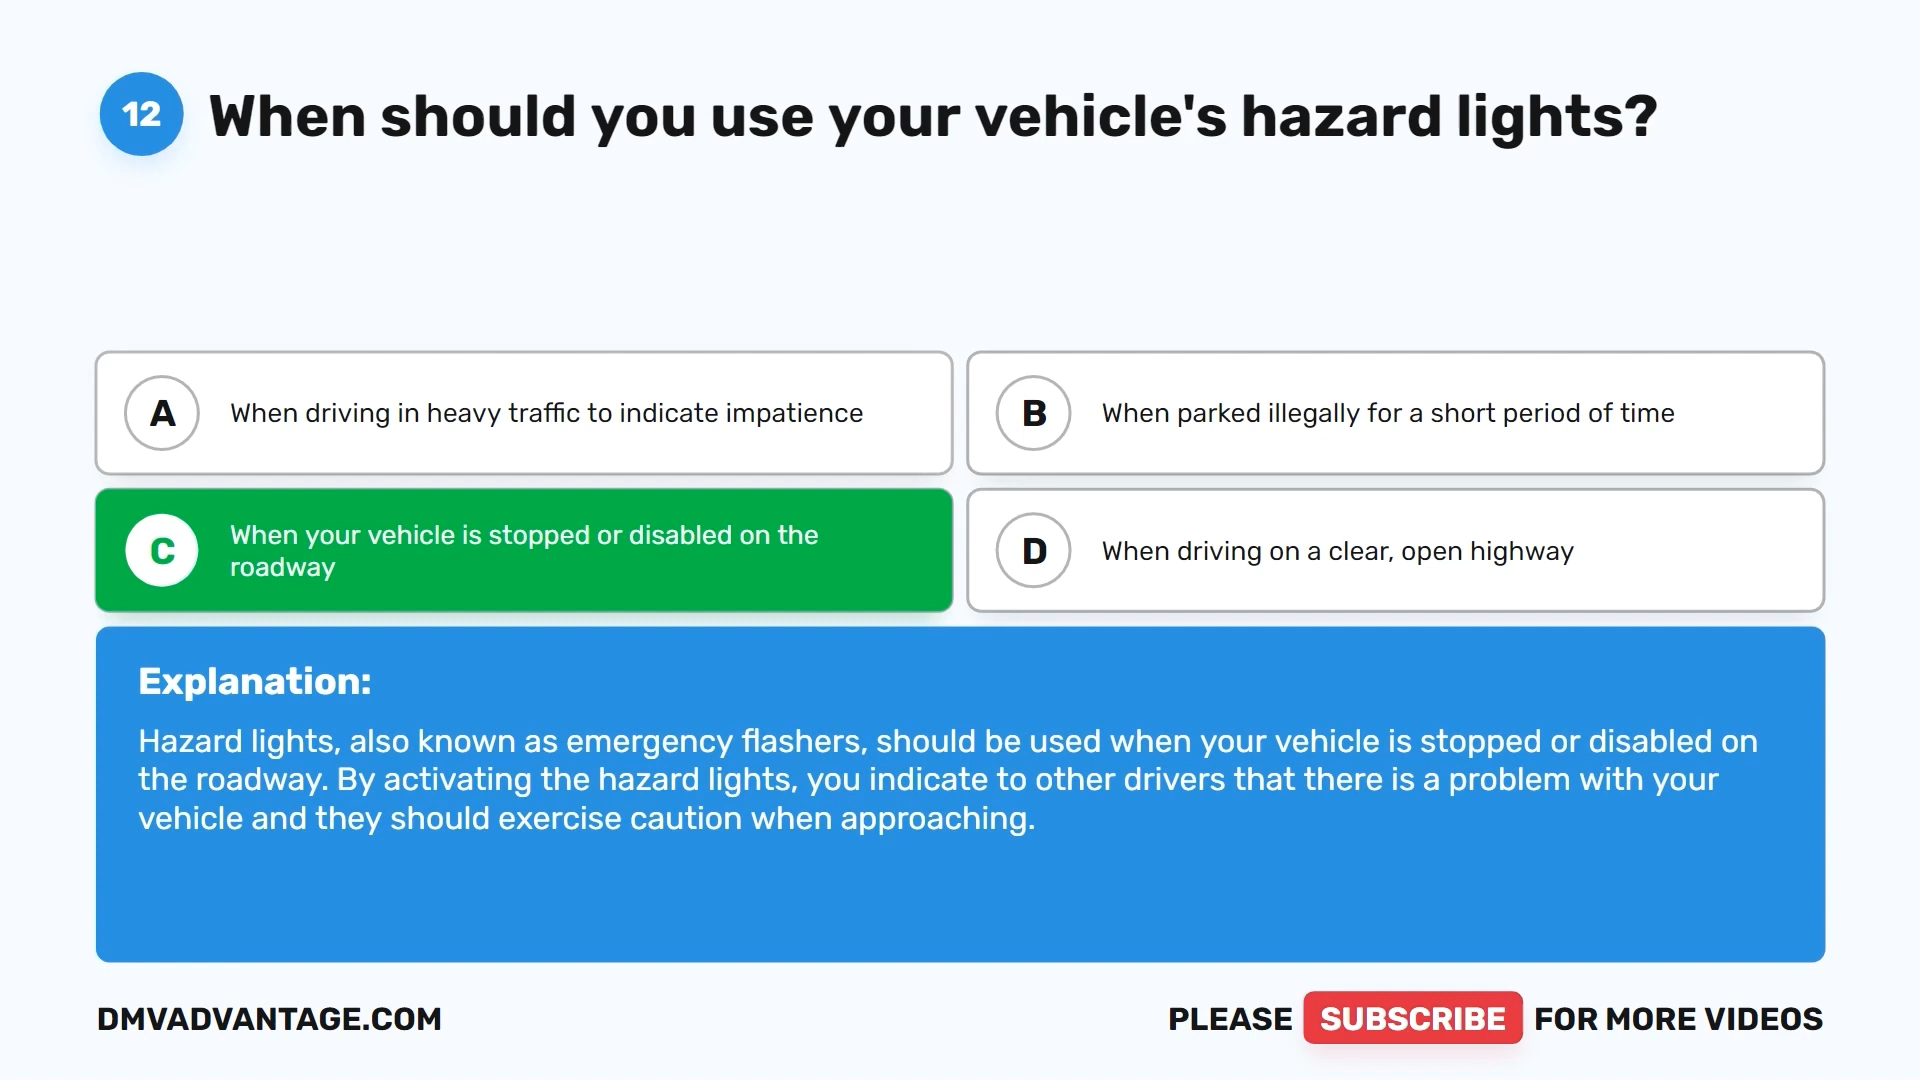 12
When should you use your vehicle's hazard lights?
A
When driving in heavy traffic to indicate impatience
B
When parked illegally for a short period of time
C
When your vehicle is stopped or disabled on the
roadway
D
When driving on a clear, open highway
Explanation:
Hazard lights, also known as emergency flashers, should be used when your vehicle is stopped or disabled on
the roadway. By activating the hazard lights, you indicate to other drivers that there is a problem with your
vehicle and they should exercise caution when approaching.
DMVADVANTAGE.COM
PLEASE SUBSCRIBE FOR MORE VIDEOS